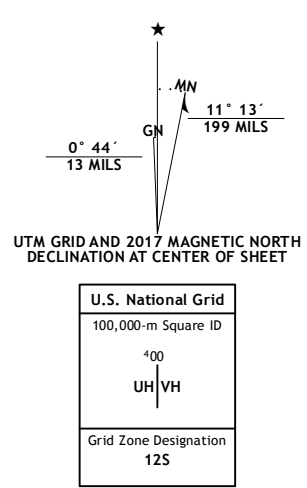 ★
MN
11° 13´
199 MILS
GN
0° 44´
13 MILS
UTM GRID AND 2017 MAGNETIC NORTH
DECLINATION AT CENTER OF SHEET
U.S. National Grid
100,000-m Square ID
⁴00
UH VH
Grid Zone Designation
12S